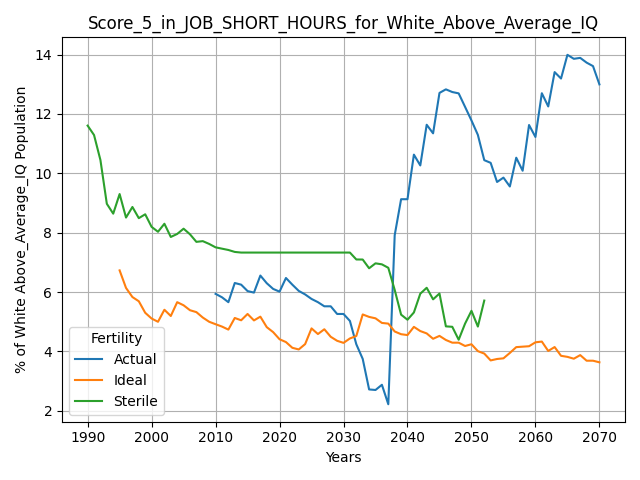 Score_5_in_JOB_SHORT_HOURS_for_White_Above_Average_IQ
% of White Above_Average_IQ Population
14
12
10
8
6
4
2
Fertility
Actual
Ideal
Sterile
1990 2000 2010 2020 2030 2040 2050 2060 2070
Years